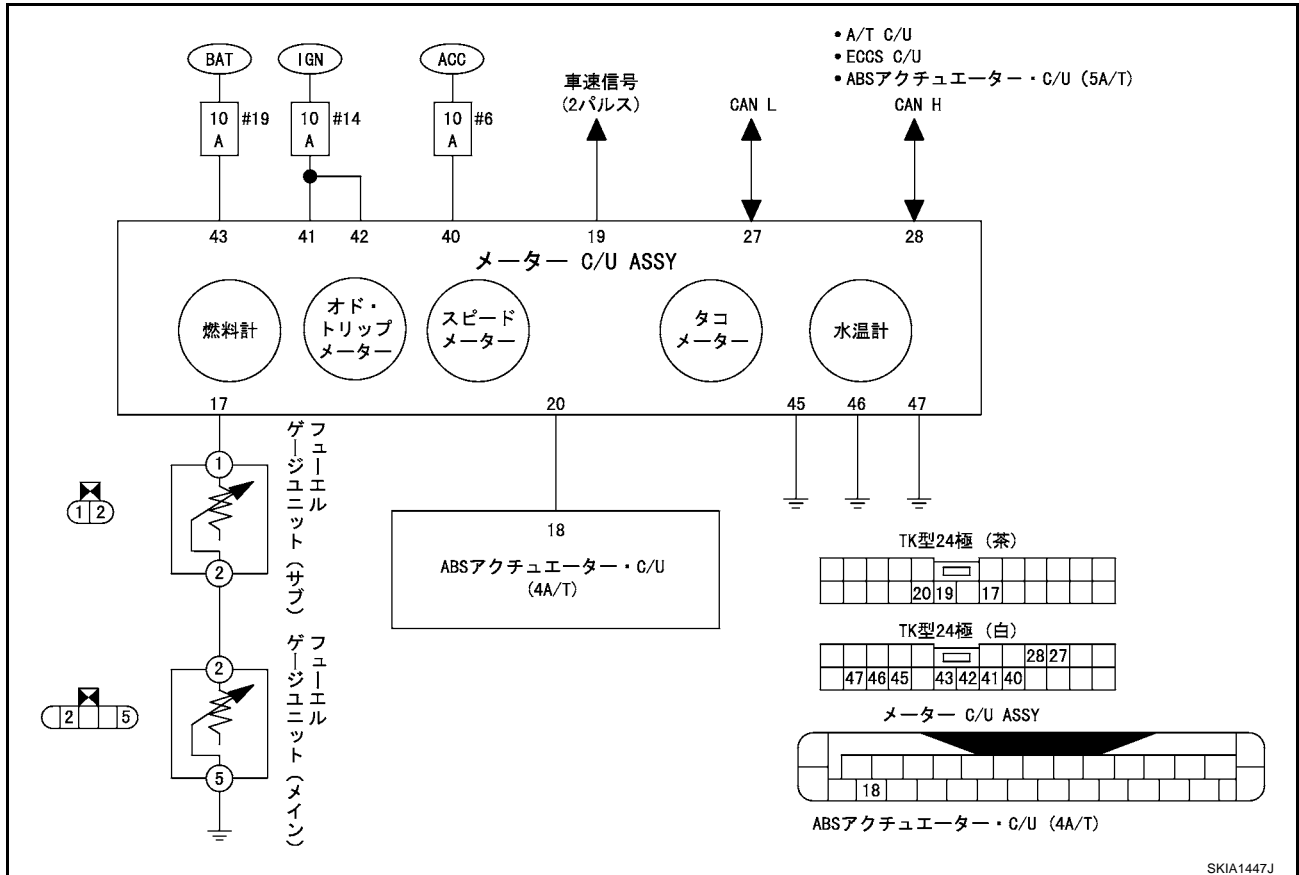 BAT
IGN
ACC
10 A
#19
10 A
#14
10 A
#6
車速信号
(2パルス)
CAN L
• A/T C/U
• ECCS C/U
• ABSアクチュエーター・C/U (5A/T)
CAN H
43
41
42
40
19
27
28
メーター C/U ASSY
燃料計
オド・
トリップ
メーター
スピード
メーター
タコ
メーター
水温計
17
20
45
46
47
1
2
フューエル
ゲージユニット(サブ)
1 2
2
5
フューエル
ゲージユニット(メイン)
2 5
18
ABSアクチュエーター・C/U
(4A/T)
TK型24極 (茶)
20 19 17
TK型24極 (白)
28 27
47 46 45 43 42 41 40
メーター C/U ASSY
18
ABSアクチュエーター・C/U (4A/T)
SKIA1447J